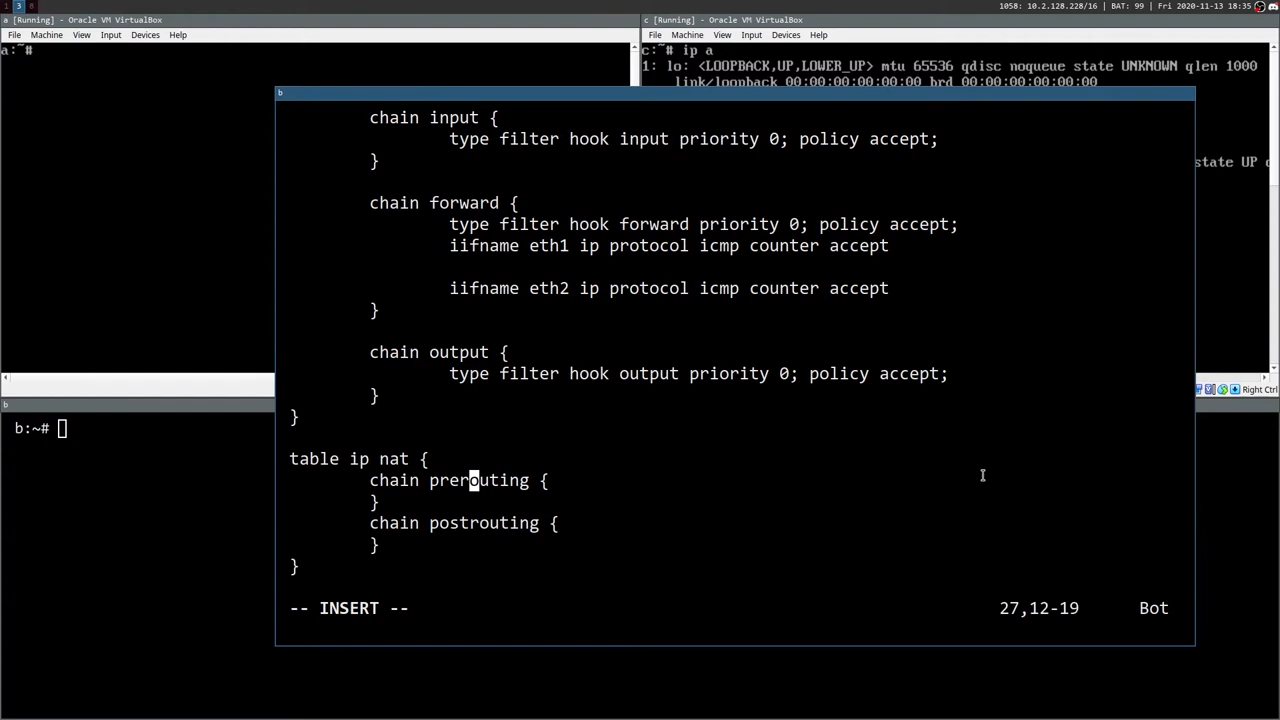 1 3 8
1058: 10.2.128.228/16 | BAT: 99 | Fri 2020-11-13 18:35
a [Running] - Oracle VM VirtualBox
File Machine View Input Devices Help
a:~#
c [Running] - Oracle VM VirtualBox
File Machine View Input Devices Help
c:~# ip a
1: lo: <LOOPBACK,UP,LOWER_UP> mtu 65536 qdisc noqueue state UNKNOWN qlen 1000
link/loopback 00:00:00:00:00:00 brd 00:00:00:00:00:00
state UP
Right Ctrl
b
chain input {
type filter hook input priority 0; policy accept;
}
chain forward {
type filter hook forward priority 0; policy accept;
iifname eth1 ip protocol icmp counter accept
iifname eth2 ip protocol icmp counter accept
}
chain output {
type filter hook output priority 0; policy accept;
}
}
table ip nat {
chain prerouting {
}
chain postrouting {
}
}
-- INSERT --
27,12-19
Bot
b
b:~#